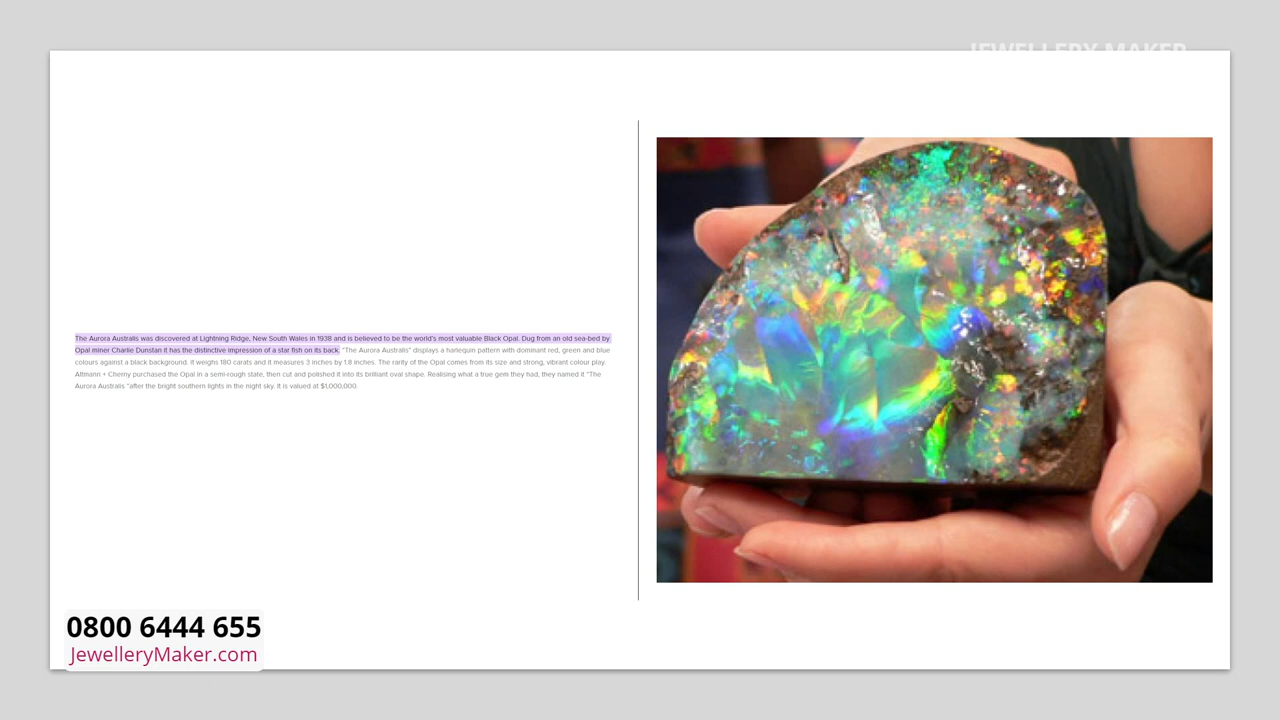 JEWELLERY MAKER
The Aurora Australis was discovered at Lightning Ridge, New South Wales in 1938 and is believed to be the world's most valuable Black Opal. Dug from an old sea-bed by
Opal miner Charlie Dunstan it has the distinctive impression of a star fish on its back. "The Aurora Australis" displays a harlequin pattern with dominant red, green and blue
colours against a black background. It weighs 180 carats and it measures 3 inches by 1.8 inches. The rarity of the Opal comes from its size and strong, vibrant colour play.
Altmann + Cherny purchased the Opal in a semi-rough state, then cut and polished it into its brilliant oval shape. Realising what a true gem they had, they named it "The
Aurora Australis "after the bright southern lights in the night sky. It is valued at $1,000,000.
0800 6444 655
JewelleryMaker.com